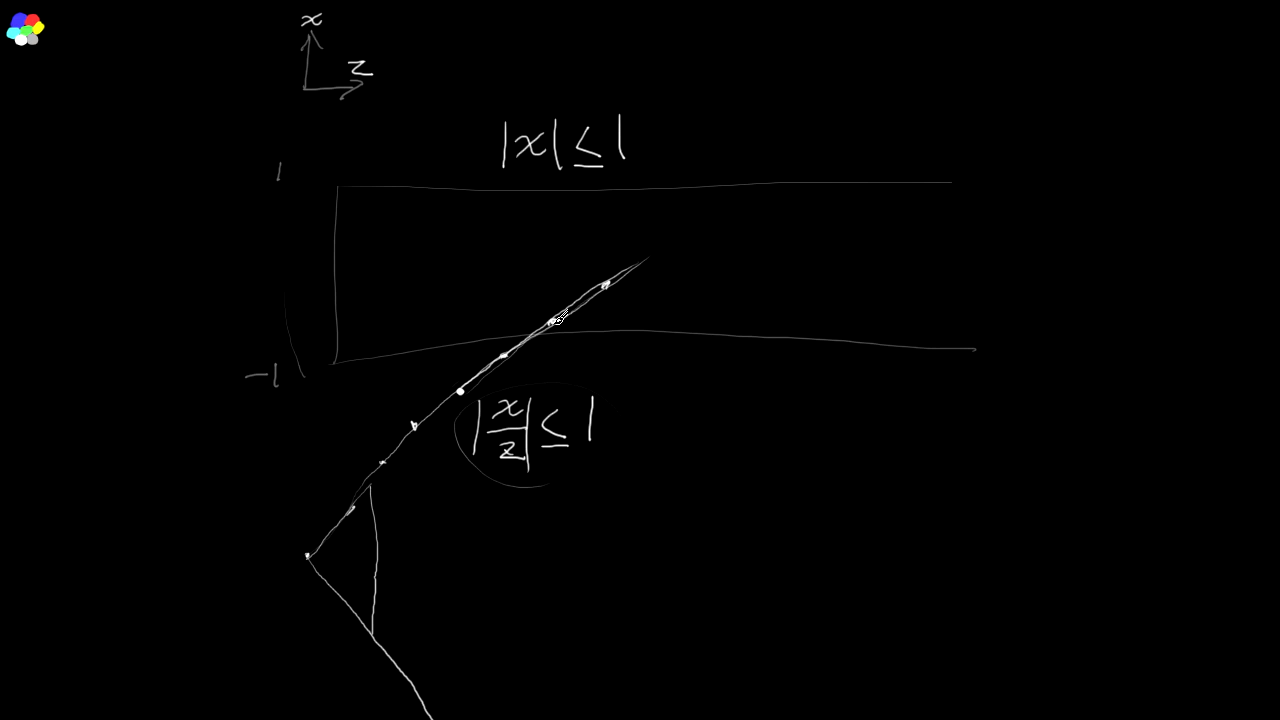 x
z
|x| ≤ 1
1
-1
|x/z| ≤ 1